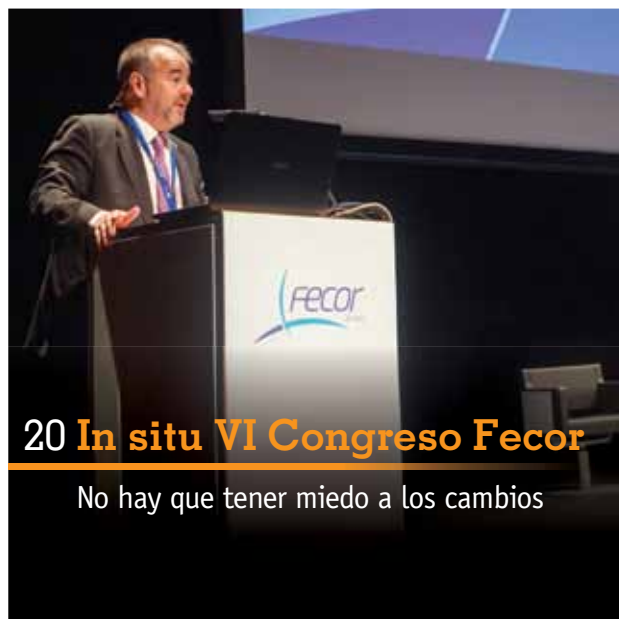 Fecor
20 In situ VI Congreso Fecor
No hay que tener miedo a los cambios